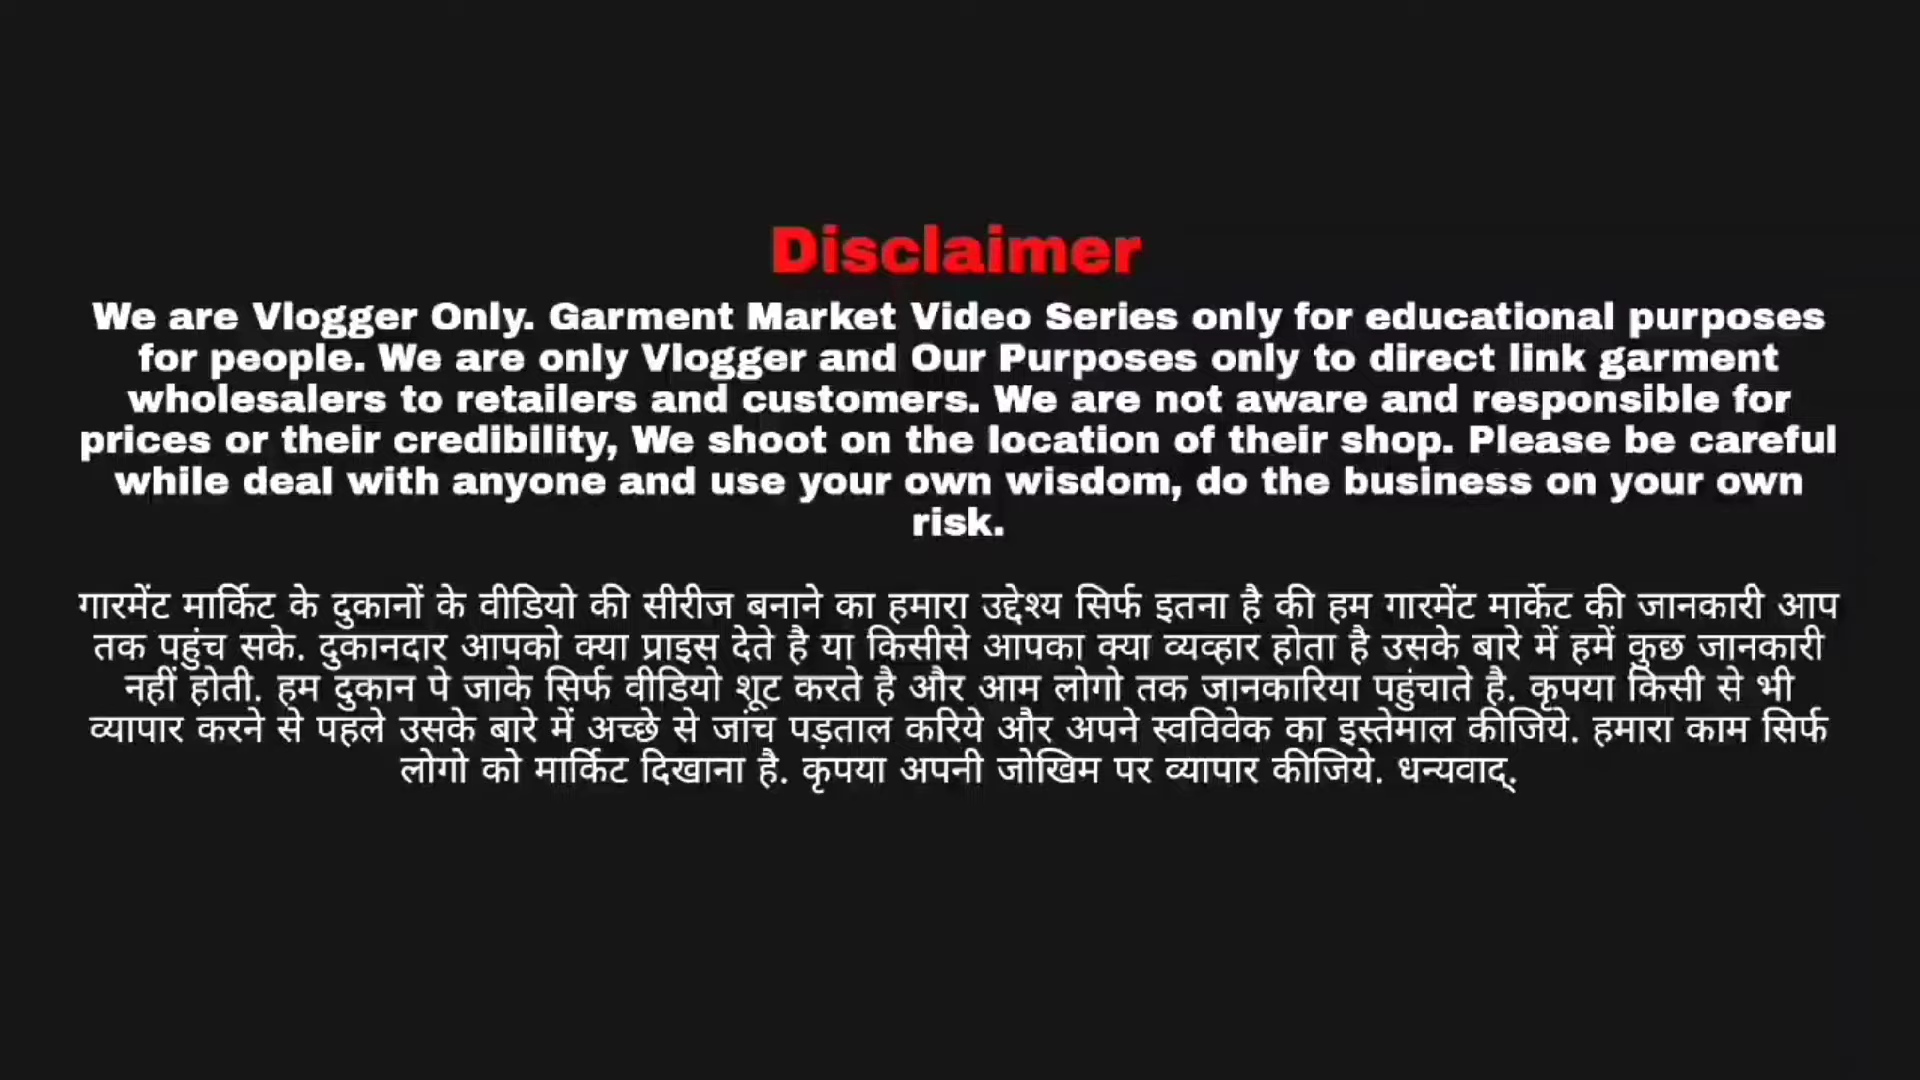 Disclaimer
We are Vlogger Only. Garment Market Video Series only for educational purposes
for people. We are only Vlogger and Our Purposes only to direct link garment
wholesalers to retailers and customers. We are not aware and responsible for
prices or their credibility, We shoot on the location of their shop. Please be careful
while deal with anyone and use your own wisdom, do the business on your own
risk.
गारमेंट मार्किट के दुकानों के वीडियो की सीरीज बनाने का हमारा उद्देश्य सिर्फ इतना है की हम गारमेंट मार्केट की जानकारी आप
तक पहुंच सके. दुकानदार आपको क्या प्राइस देते है या किसीसे आपका क्या व्यव्हार होता है उसके बारे में हमें कुछ जानकारी
नहीं होती. हम दुकान पे जाके सिर्फ वीडियो शूट करते है और आम लोगो तक जानकारिया पहुंचाते है. कृपया किसी से भी
व्यापार करने से पहले उसके बारे में अच्छे से जांच पड़ताल करिये और अपने स्वविवेक का इस्तेमाल कीजिये. हमारा काम सिर्फ
लोगो को मार्किट दिखाना है. कृपया अपनी जोखिम पर व्यापार कीजिये. धन्यवाद्.